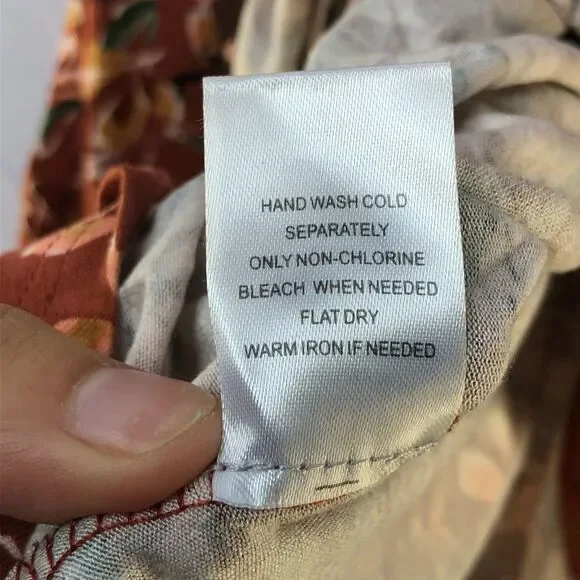 HAND WASH COLD
SEPARATELY
ONLY NON-CHLORINE
BLEACH WHEN NEEDED
FLAT DRY
WARM IRON IF NEEDED